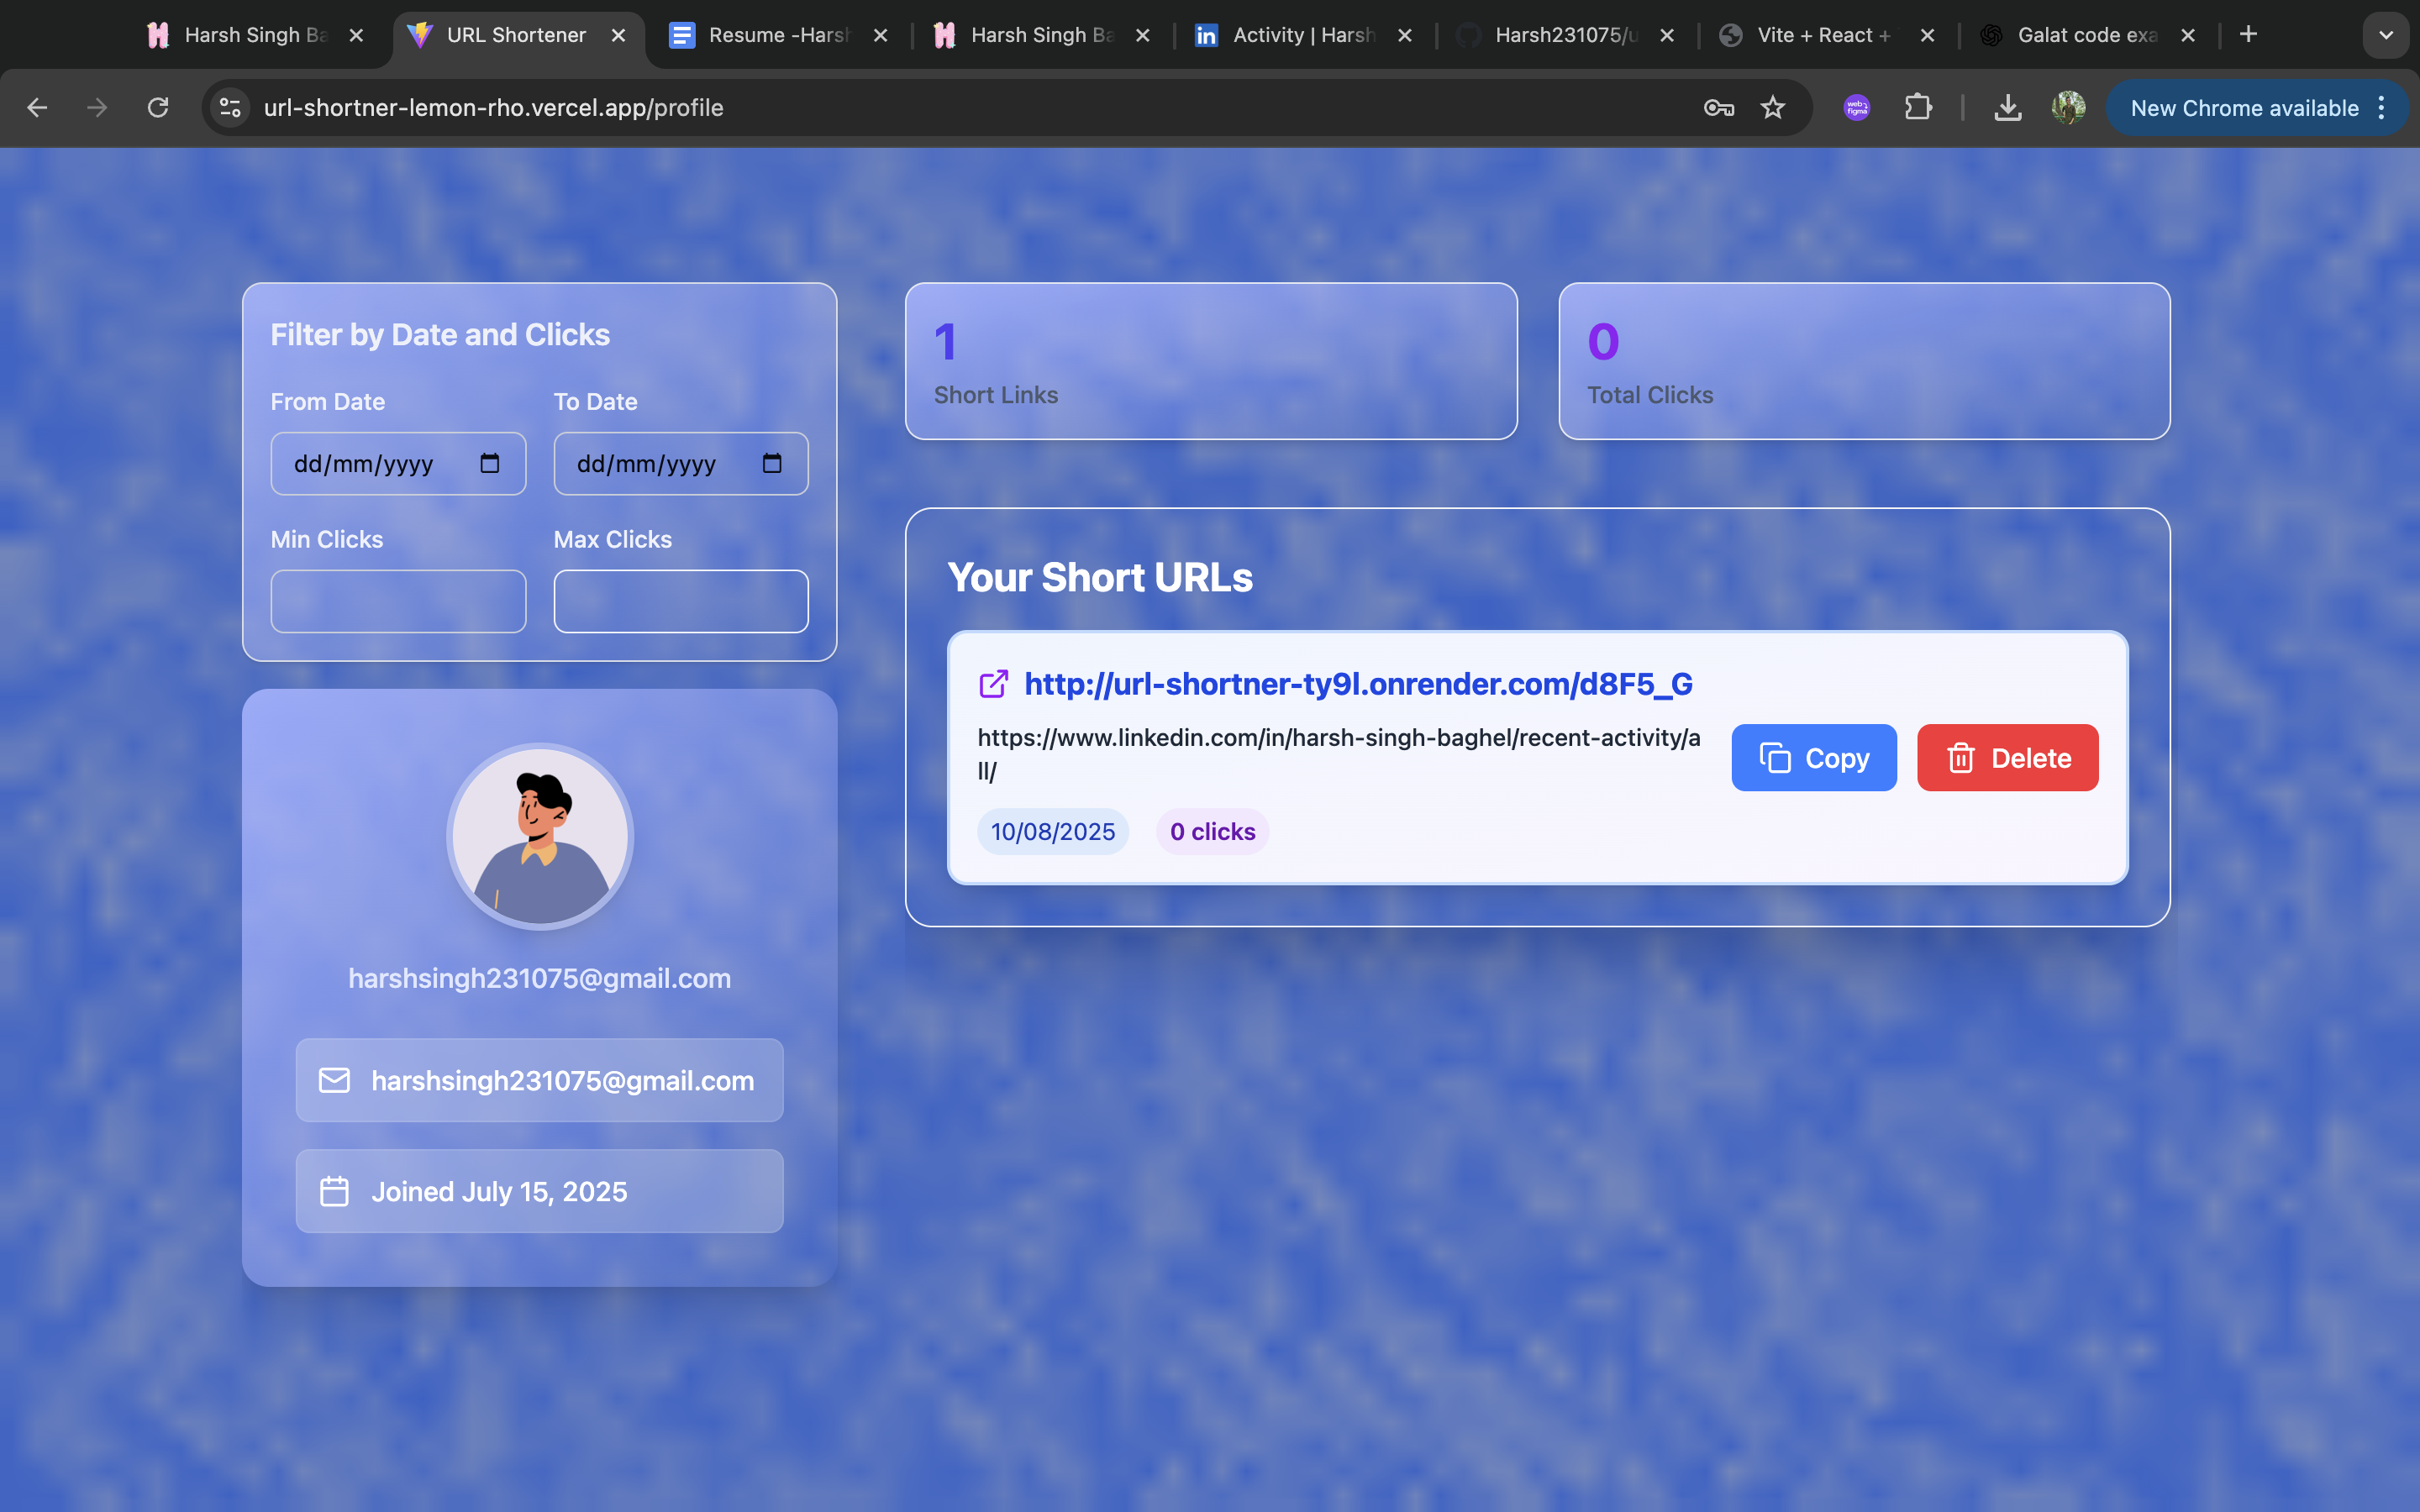 Harsh Singh Ba
URL Shortener
Resume -Harsh
Harsh Singh Ba
Activity | Harsh
Harsh231075/u
Vite + React +
Galat code exa
url-shortner-lemon-rho.vercel.app/profile
web
figma
New Chrome available
Filter by Date and Clicks
From Date
To Date
dd/mm/yyyy
dd/mm/yyyy
Min Clicks
Max Clicks
harshsingh231075@gmail.com
harshsingh231075@gmail.com
Joined July 15, 2025
1
Short Links
0
Total Clicks
Your Short URLs
http://url-shortner-ty9l.onrender.com/d8F5_G
https://www.linkedin.com/in/harsh-singh-baghel/recent-activity/a
ll/
Copy
Delete
10/08/2025
0 clicks